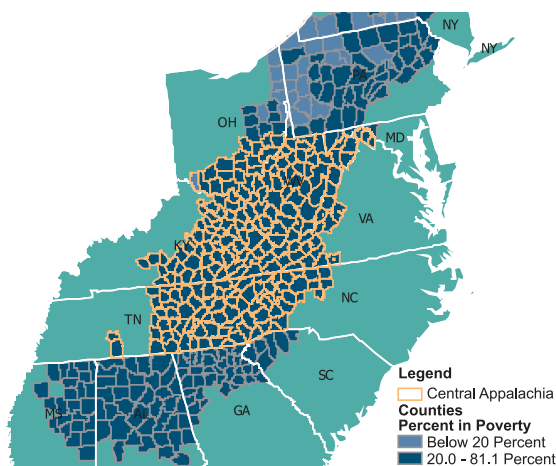 NY
NY
PA
OH
MD
WV
VA
KY
NC
TN
SC
MS
AL
GA
Legend
Central Appalachia
Counties
Percent in Poverty
Below 20 Percent
20.0 - 81.1 Percent